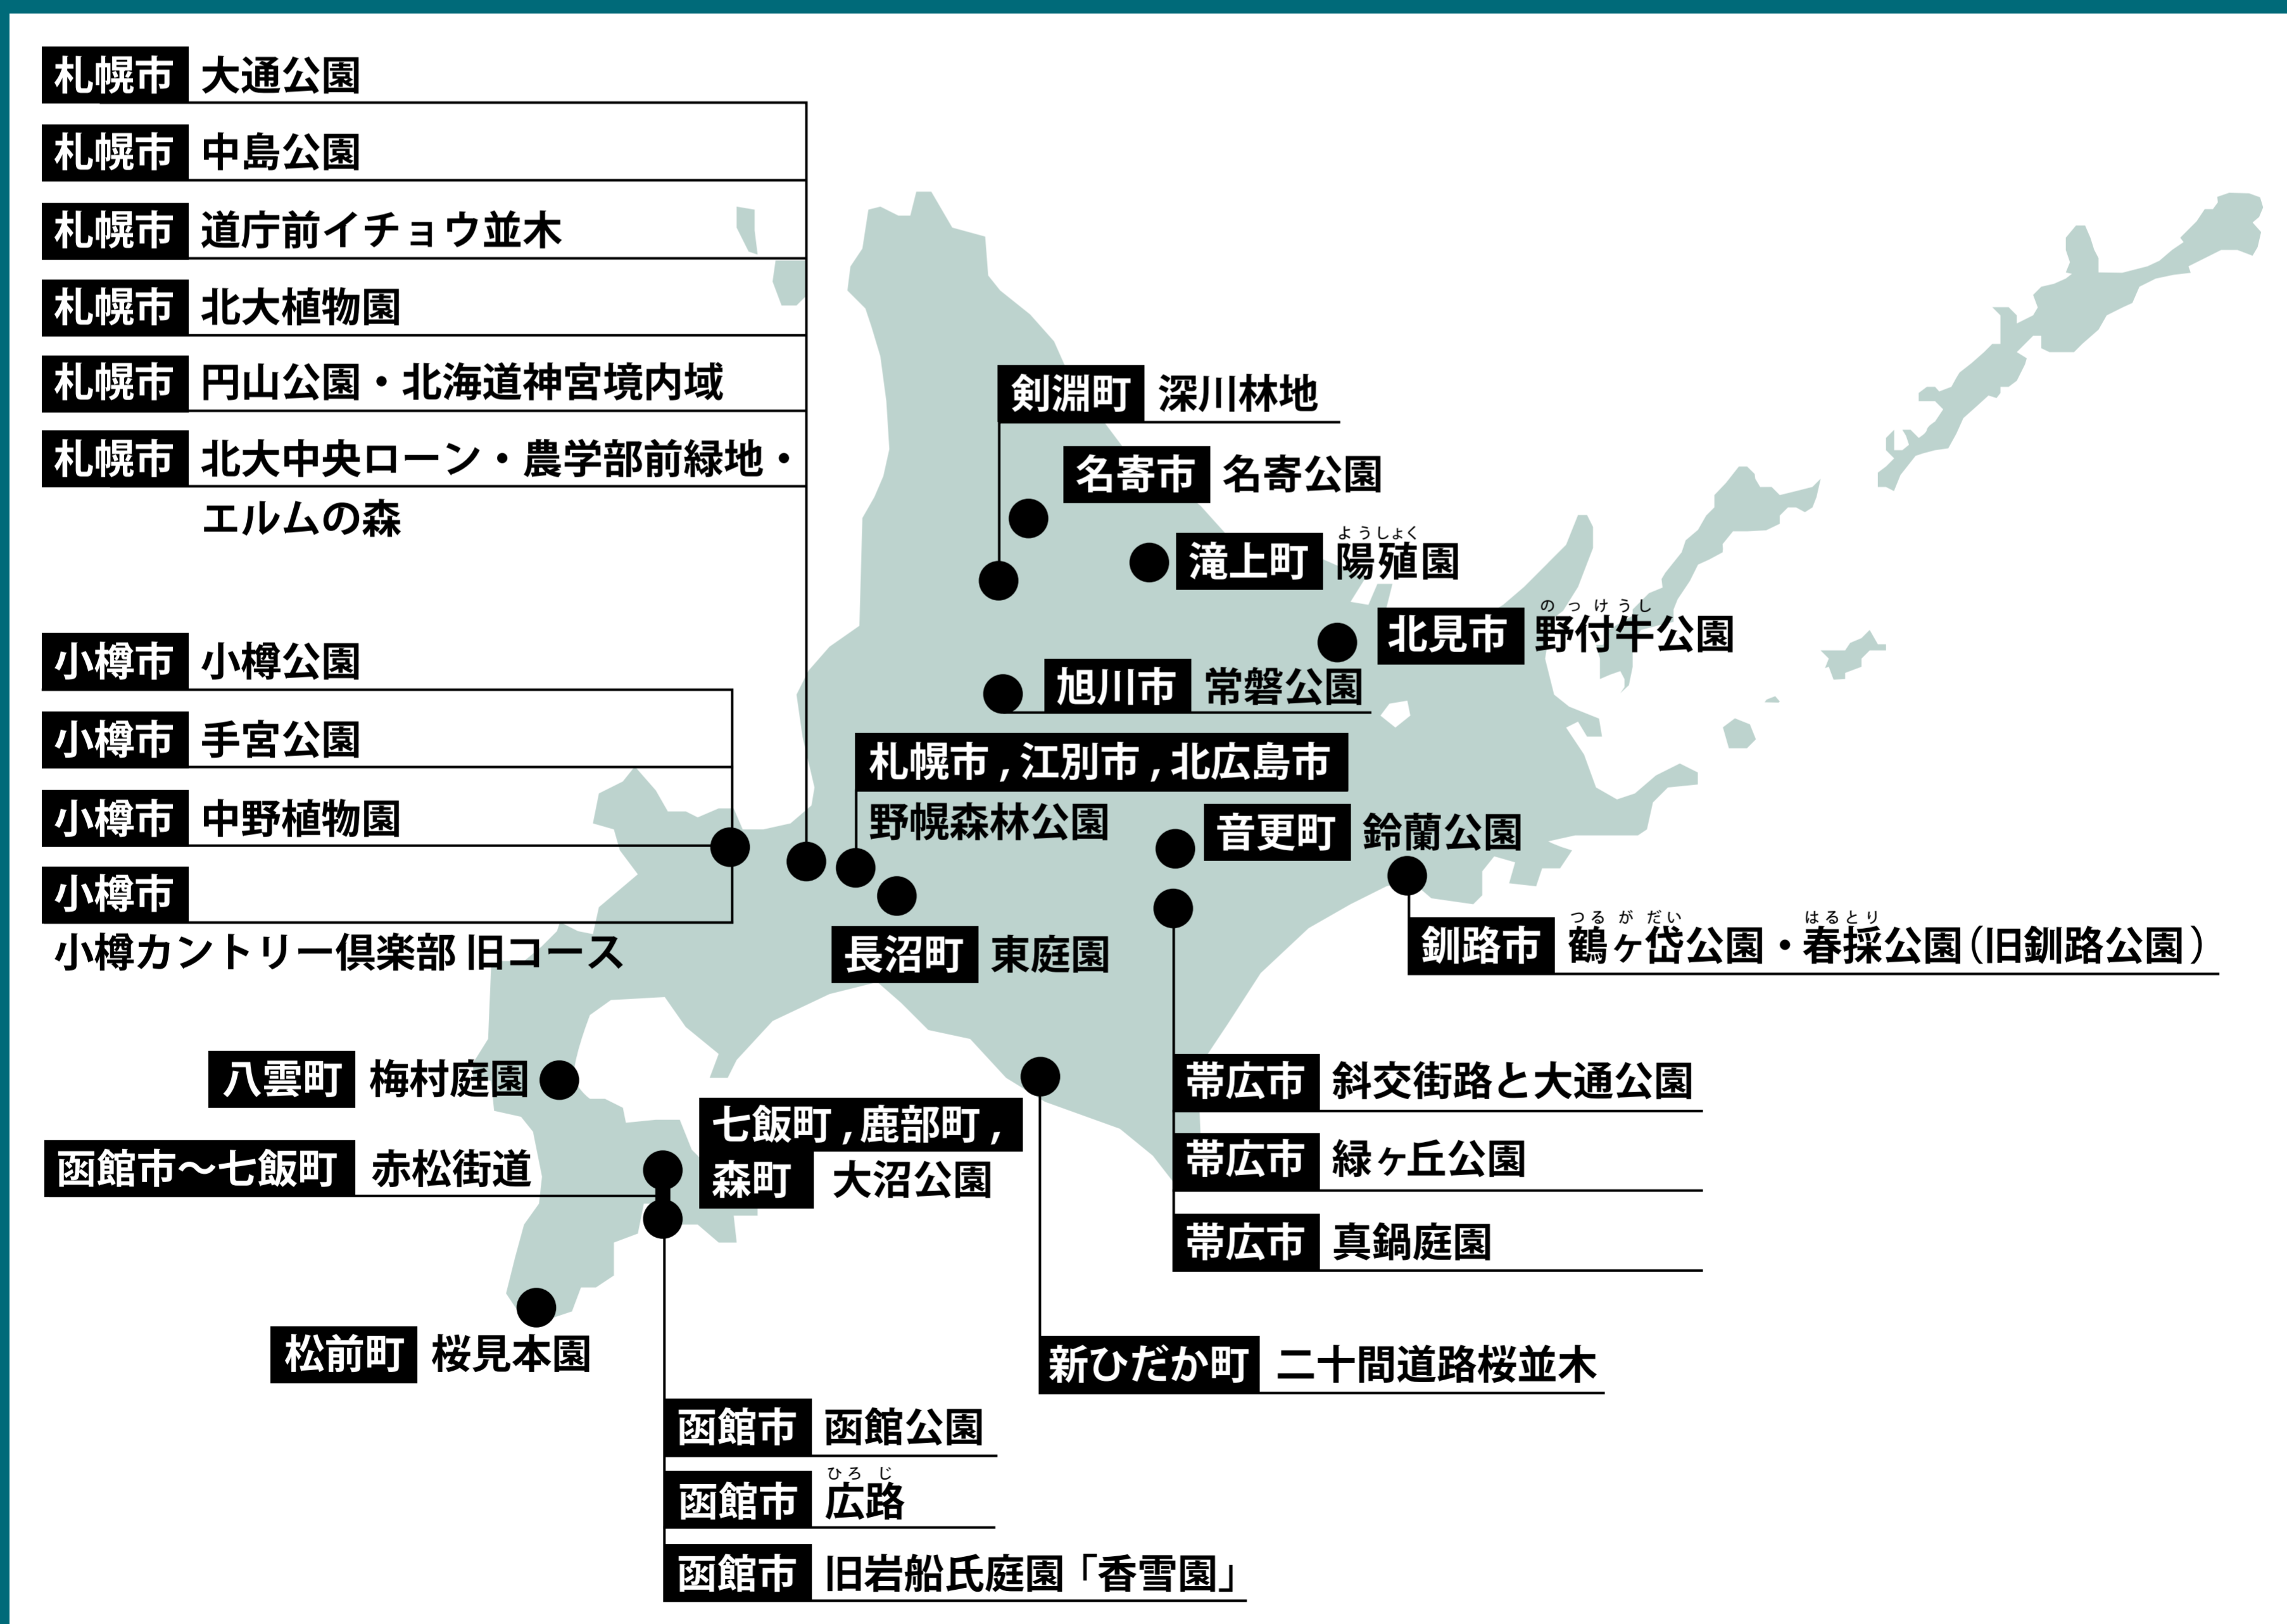 札幌市 大通公園
札幌市 中島公園
札幌市 道庁前イチョウ並木
札幌市 北大植物園
札幌市 円山公園・北海道神宮境内域
札幌市 北大中央ローン・農学部前緑地・
エルムの森
剣淵町 深川林地
名寄市 名寄公園
ようしょく
滝上町 陽殖園
のっけうし
北見市 野付牛公園
旭川市 常磐公園
小樽市 小樽公園
小樽市 手宮公園
小樽市 中野植物園
小樽市
小樽カントリー倶楽部 旧コース
札幌市,江別市,北広島市
野幌森林公園
音更町 鈴蘭公園
長沼町 東庭園
つるがだい はるとり
釧路市 鶴ヶ岱公園・春採公園(旧釧路公園)
八雲町 梅村庭園
函館市〜七飯町 赤松街道
七飯町,鹿部町,
森町 大沼公園
帯広市 斜交街路と大通公園
帯広市 緑ヶ丘公園
帯広市 真鍋庭園
松前町 桜見本園
新ひだか町 二十間道路桜並木
函館市 函館公園
ひろじ
函館市 広路
函館市 旧岩船氏庭園「香雪園」